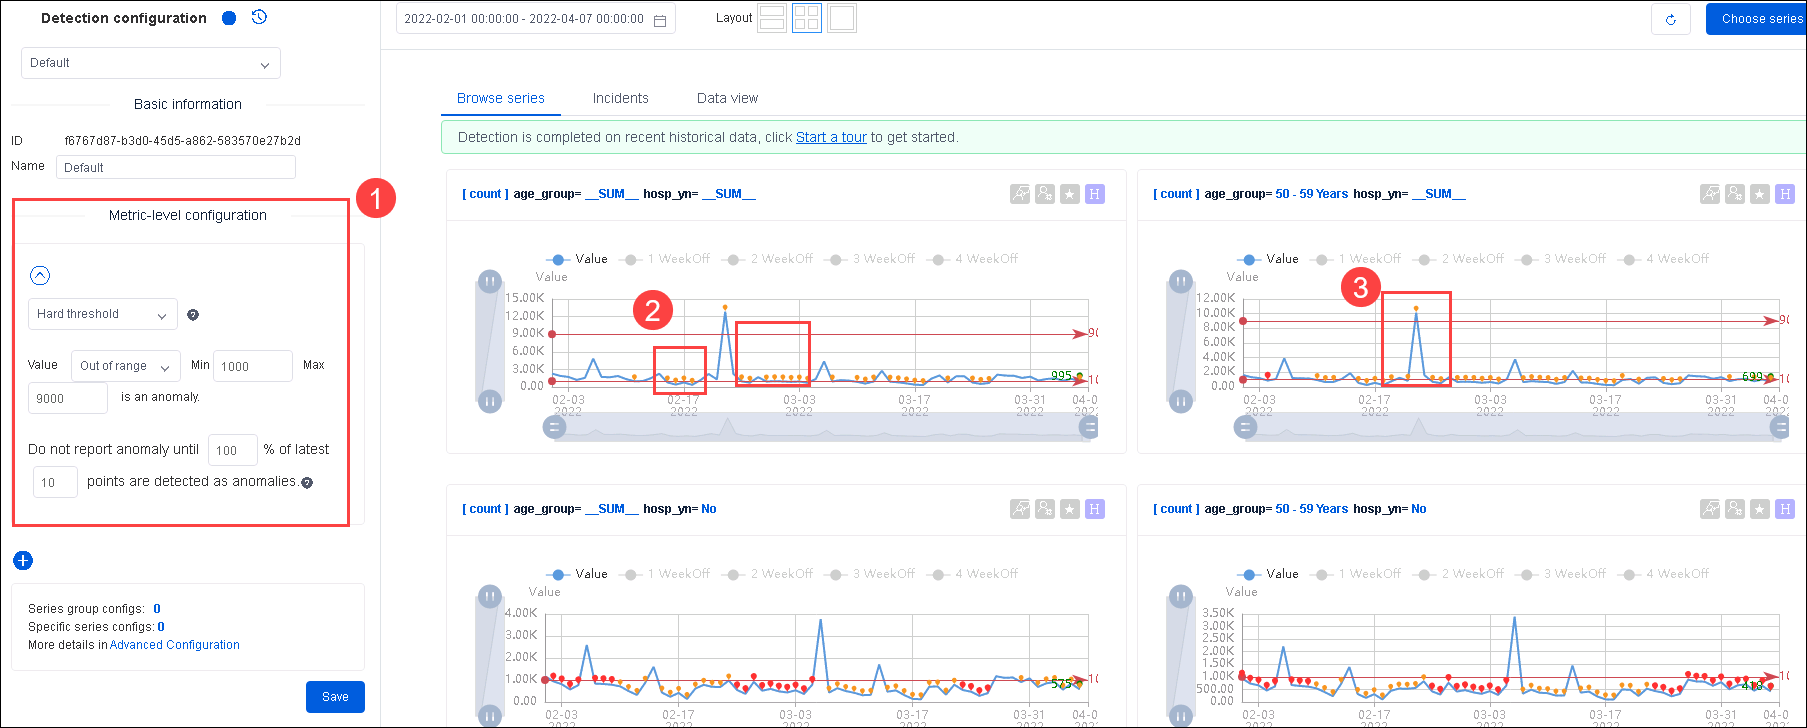 Detection configuration
Default
Basic information
ID f6767d87-b3d0-45d5-a862-583570e27b2d
Name Default
1
Metric-level configuration
Hard threshold
Value Out of range Min 1000 Max
9000 is an anomaly.
Do not report anomaly until 100 % of latest
10 points are detected as anomalies.
Series group configs: 0
Specific series configs: 0
More details in Advanced Configuration
Save
2022-02-01 00:00:00 - 2022-04-07 00:00:00
Layout
Choose series
Browse series Incidents Data view
Detection is completed on recent historical data, click Start a tour to get started.
[ count ] age_group= __SUM__ hosp_yn= __SUM__
H
Value 1 WeekOff 2 WeekOff 3 WeekOff 4 WeekOff
Value
15.00K
12.00K
9.00K
6.00K
3.00K
0.00
2
995
02-03 2022
02-17 2022
03-03 2022
03-17 2022
03-31 2022
[ count ] age_group= 50 - 59 Years hosp_yn= __SUM__
H
Value 1 WeekOff 2 WeekOff 3 WeekOff 4 WeekOff
Value
12.00K
10.00K
8.00K
6.00K
4.00K
2.00K
0.00
3
699
02-03 2022
02-17 2022
03-03 2022
03-17 2022
03-31 2022
[ count ] age_group= __SUM__ hosp_yn= No
H
Value 1 WeekOff 2 WeekOff 3 WeekOff 4 WeekOff
Value
4.00K
3.00K
2.00K
1.00K
0.00
575
02-03
02-17
03-03
03-17
03-31
[ count ] age_group= 50 - 59 Years hosp_yn= No
H
Value 1 WeekOff 2 WeekOff 3 WeekOff 4 WeekOff
Value
3.50K
3.00K
2.50K
2.00K
1.50K
1.00K
500.00
0.00
02-03
02-17
03-03
03-17
03-31